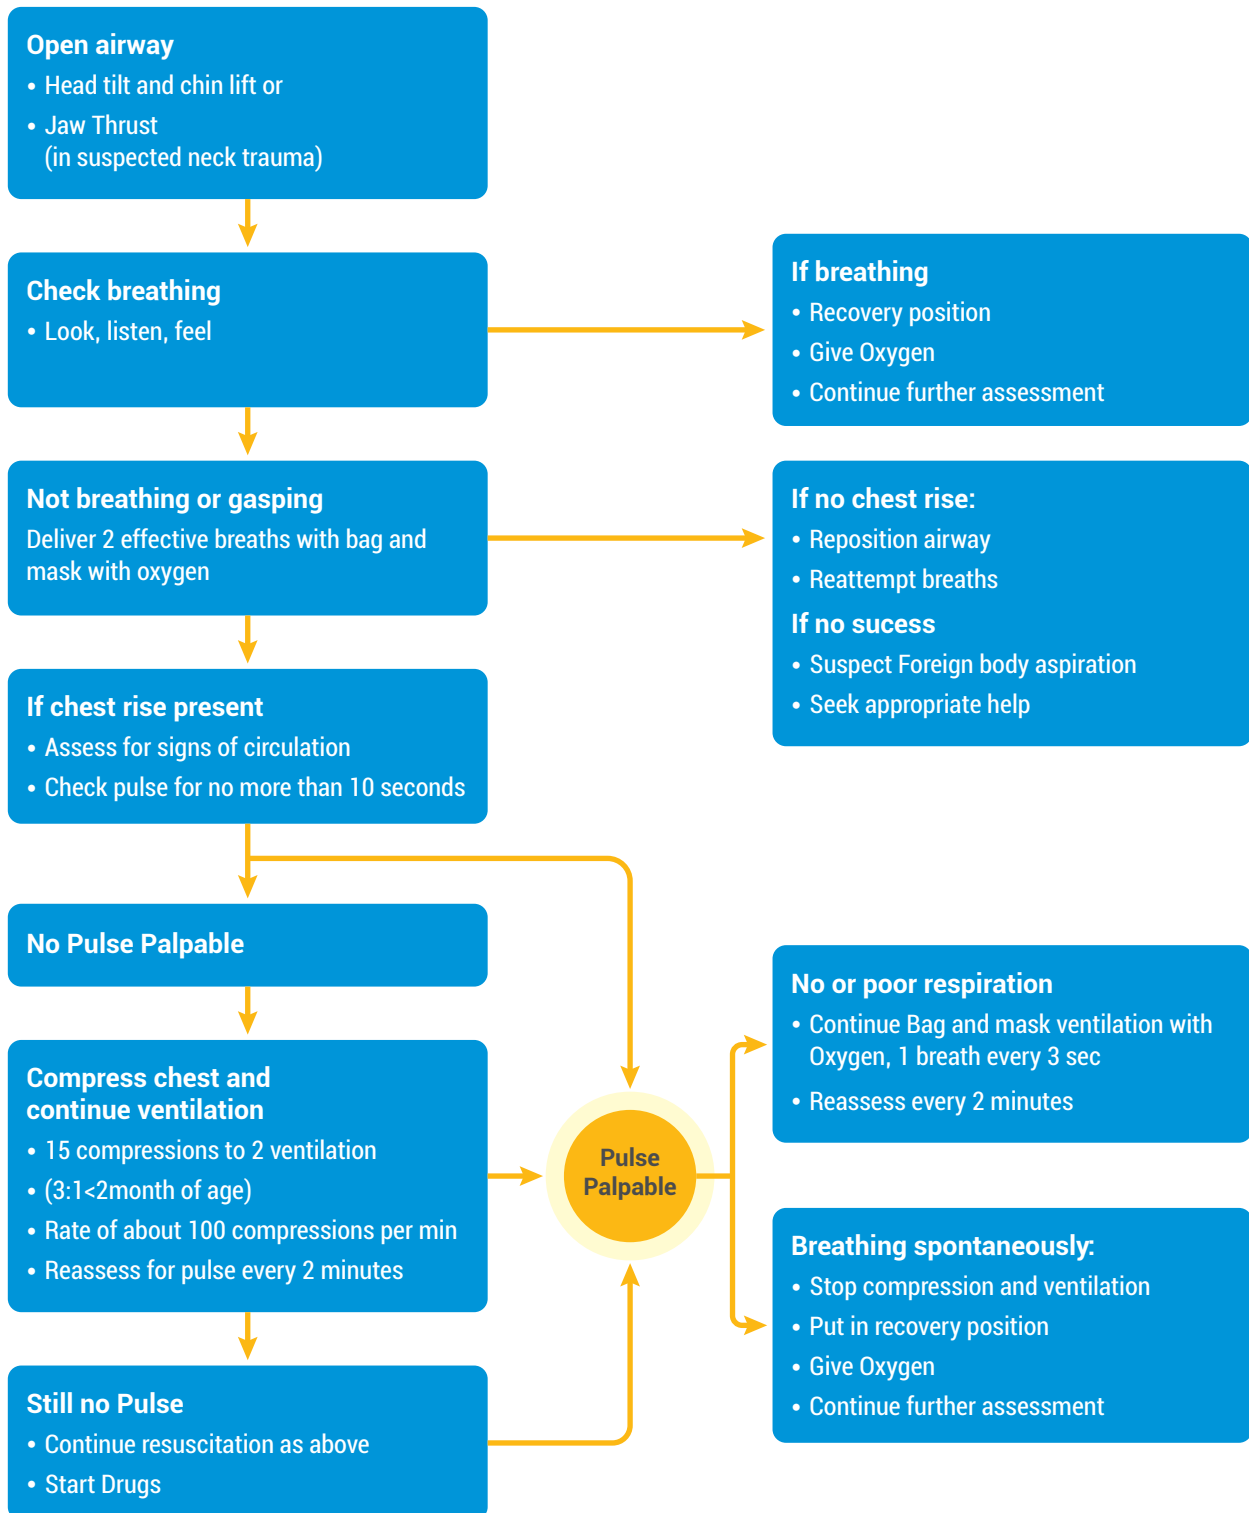 Open airway
• Head tilt and chin lift or
• Jaw Thrust
(in suspected neck trauma)
Check breathing
• Look, listen, feel
If breathing
• Recovery position
• Give Oxygen
• Continue further assessment
Not breathing or gasping
Deliver 2 effective breaths with bag and
mask with oxygen
If no chest rise:
• Reposition airway
• Reattempt breaths
If no sucess
• Suspect Foreign body aspiration
• Seek appropriate help
If chest rise present
• Assess for signs of circulation
• Check pulse for no more than 10 seconds
No Pulse Palpable
Compress chest and
continue ventilation
• 15 compressions to 2 ventilation
• (3:1<2month of age)
• Rate of about 100 compressions per min
• Reassess for pulse every 2 minutes
Still no Pulse
• Continue resuscitation as above
• Start Drugs
Pulse
Palpable
No or poor respiration
• Continue Bag and mask ventilation with
Oxygen, 1 breath every 3 sec
• Reassess every 2 minutes
Breathing spontaneously:
• Stop compression and ventilation
• Put in recovery position
• Give Oxygen
• Continue further assessment